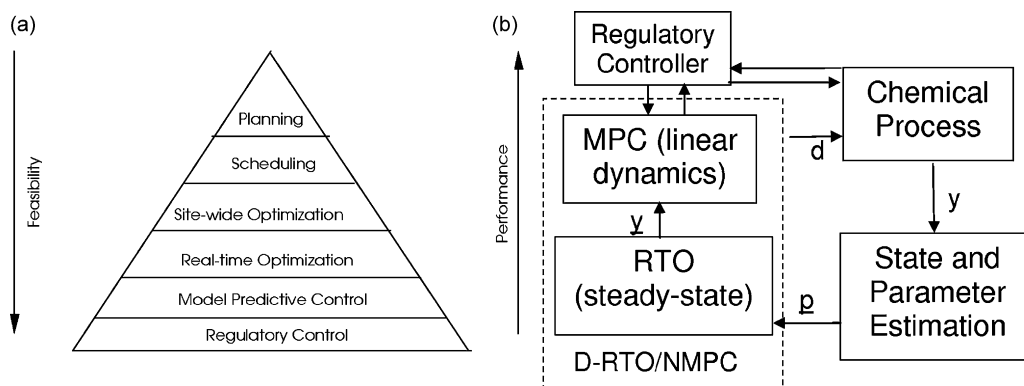 (a)
Feasibility
Planning
Scheduling
Site-wide Optimization
Real-time Optimization
Model Predictive Control
Regulatory Control
(b)
Performance
Regulatory
Controller
MPC (linear
dynamics)
y
RTO
(steady-state)
D-RTO/NMPC
d
Chemical
Process
y
State and
Parameter
Estimation
p